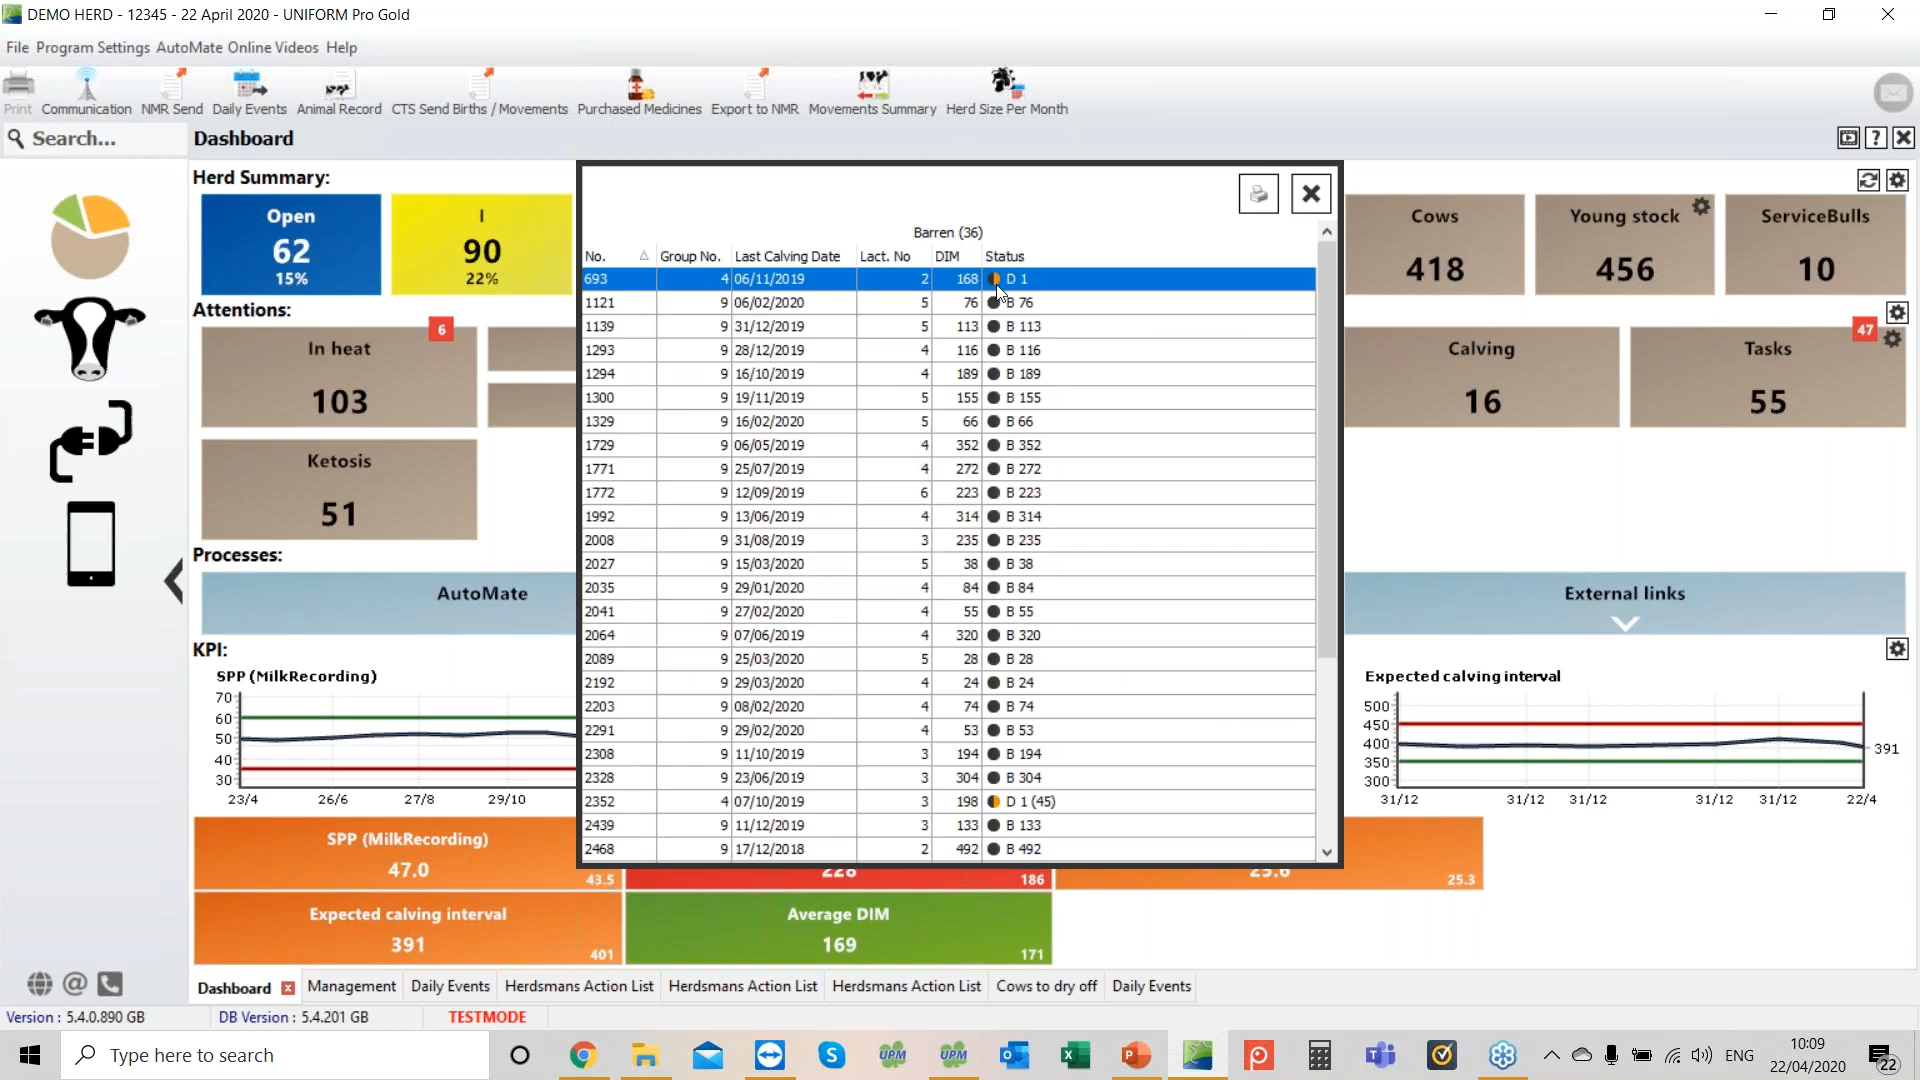 DEMO HERD - 12345 - 22 April 2020 - UNIFORM Pro Gold
File Program Settings AutoMate Online Videos Help
Print Communication NMR Send Daily Events Animal Record CTS Send Births / Movements Purchased Medicines Export to NMR Movements Summary Herd Size Per Month
Search...
Dashboard
Herd Summary:
Open
62
15%
I
90
22%
Cows
418
Young stock
456
ServiceBulls
10
Attentions:
In heat
6
103
Calving
16
Tasks
47
55
Ketosis
51
Processes:
AutoMate
External links
KPI:
Barren (36)
No. Group No. Last Calving Date Lact. No DIM Status
693 4 06/11/2019 2 168 D 1
1121 9 06/02/2020 5 76 B 76
1139 9 31/12/2019 5 113 B 113
1293 9 28/12/2019 4 116 B 116
1294 9 16/10/2019 4 189 B 189
1300 9 19/11/2019 5 155 B 155
1329 9 16/02/2020 5 66 B 66
1729 9 06/05/2019 4 352 B 352
1771 9 25/07/2019 4 272 B 272
1772 9 12/09/2019 6 223 B 223
1992 9 13/06/2019 4 314 B 314
2008 9 31/08/2019 3 235 B 235
2027 9 15/03/2020 5 38 B 38
2035 9 29/01/2020 4 84 B 84
2041 9 27/02/2020 4 55 B 55
2064 9 07/06/2019 4 320 B 320
2089 9 25/03/2020 5 28 B 28
2192 9 29/03/2020 4 24 B 24
2203 9 08/02/2020 4 74 B 74
2291 9 29/02/2020 4 53 B 53
2308 9 11/10/2019 3 194 B 194
2328 9 23/06/2019 3 304 B 304
2352 4 07/10/2019 3 198 D 1 (45)
2439 9 11/12/2019 3 133 B 133
2468 9 17/12/2018 2 492 B 492
SPP (MilkRecording)
70
60
50
40
30
23/4 26/6 27/8 29/10
Expected calving interval
500
450
400
350
300
391
31/12 31/12 31/12 31/12 31/12 22/4
SPP (MilkRecording)
47.0
43.5
228
186
25.6
25.3
Expected calving interval
391
401
Average DIM
169
171
Dashboard Management Daily Events Herdsmans Action List Herdsmans Action List Herdsmans Action List Cows to dry off Daily Events
Version : 5.4.0.890 GB DB Version : 5.4.201 GB TESTMODE
Type here to search
UPM
UPM
ENG
10:09
22/04/2020
22